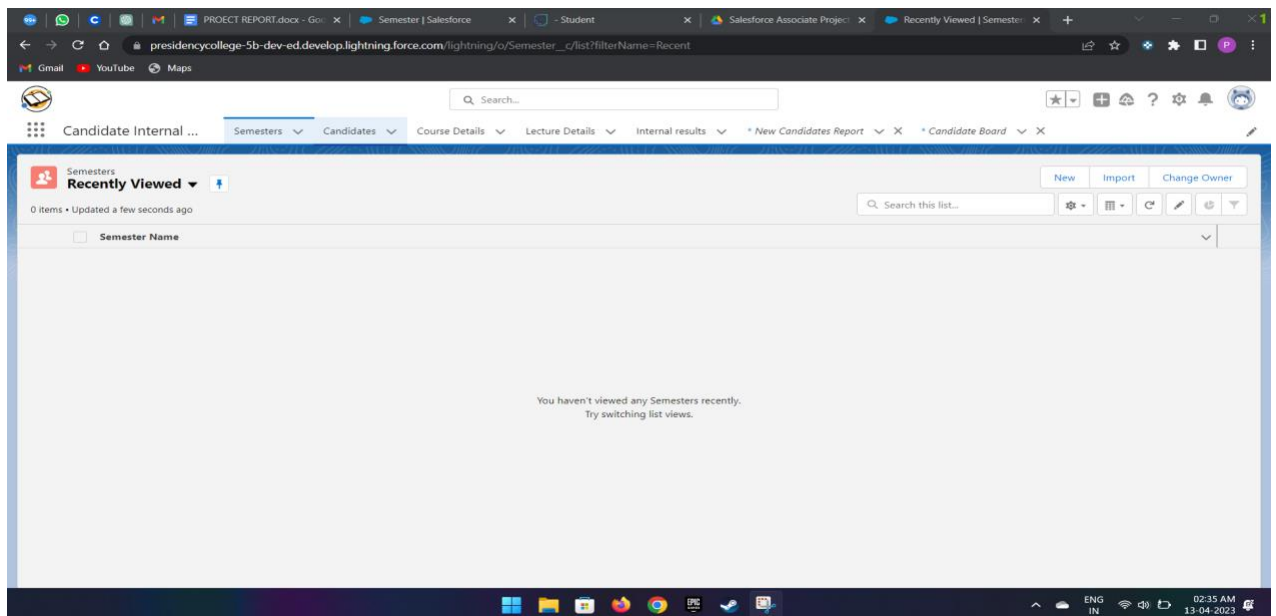 99+ C PROECT REPORT.docx - Goo Semester | Salesforce - Student Salesforce Associate Project Recently Viewed | Semester 1
presidencycollege-5b-dev-ed.develop.lightning.force.com/lightning/o/Semester__c/list?filterName=Recent P
Gmail YouTube Maps
Search...
Candidate Internal ... Semesters Candidates Course Details Lecture Details Internal results * New Candidates Report * Candidate Board
Semesters
Recently Viewed
New Import Change Owner
0 items • Updated a few seconds ago
Search this list...
Semester Name
You haven't viewed any Semesters recently.
Try switching list views.
EPIC
ENG
IN
02:35 AM
13-04-2023